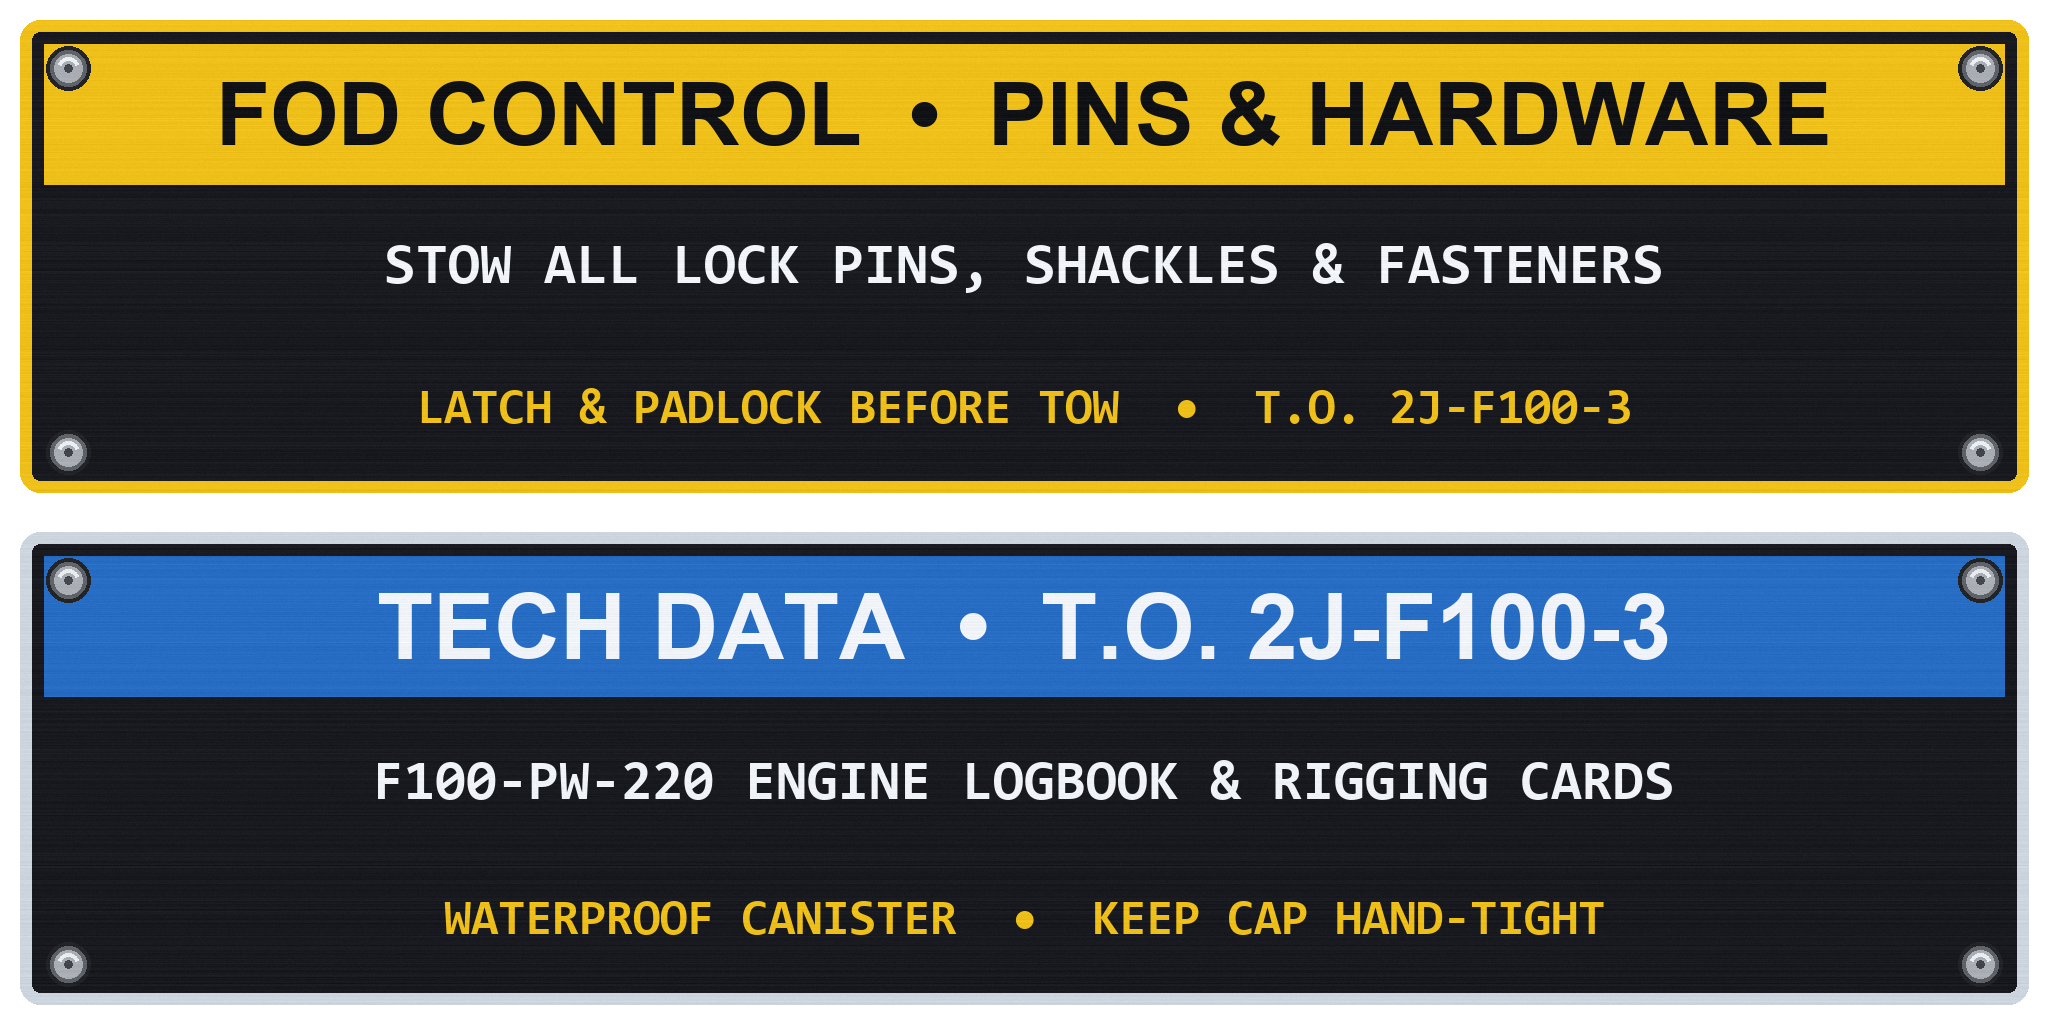 FOD CONTROL • PINS & HARDWARE
STOW ALL LOCK PINS, SHACKLES & FASTENERS
LATCH & PADLOCK BEFORE TOW • T.O. 2J-F100-3
TECH DATA • T.O. 2J-F100-3
F100-PW-220 ENGINE LOGBOOK & RIGGING CARDS
WATERPROOF CANISTER • KEEP CAP HAND-TIGHT